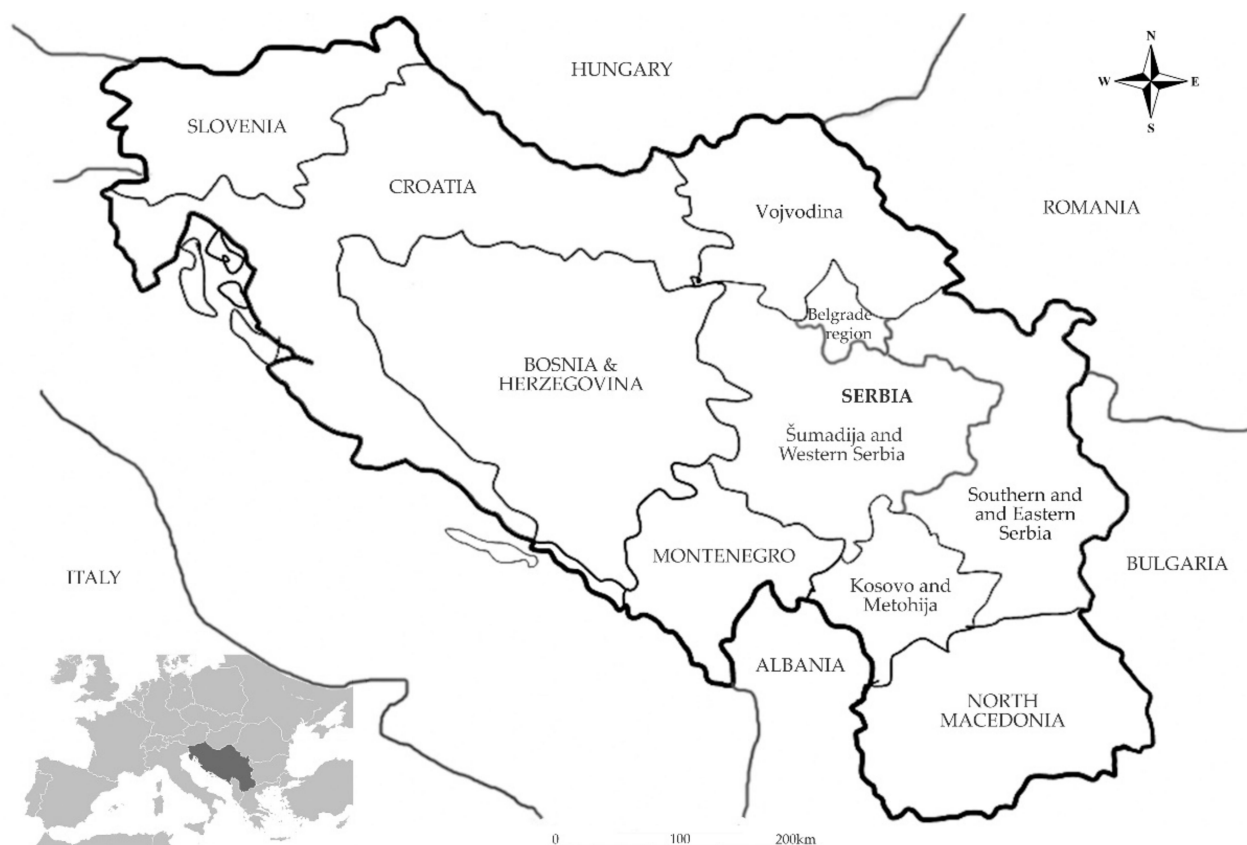 N
W E
S
HUNGARY
SLOVENIA
CROATIA
Vojvodina
ROMANIA
Belgrade
region
BOSNIA &
HERZEGOVINA
SERBIA
Šumadija and
Western Serbia
Southern and
and Eastern
Serbia
MONTENEGRO
Kosovo and
Metohija
BULGARIA
ITALY
ALBANIA
NORTH
MACEDONIA
0 100 200km